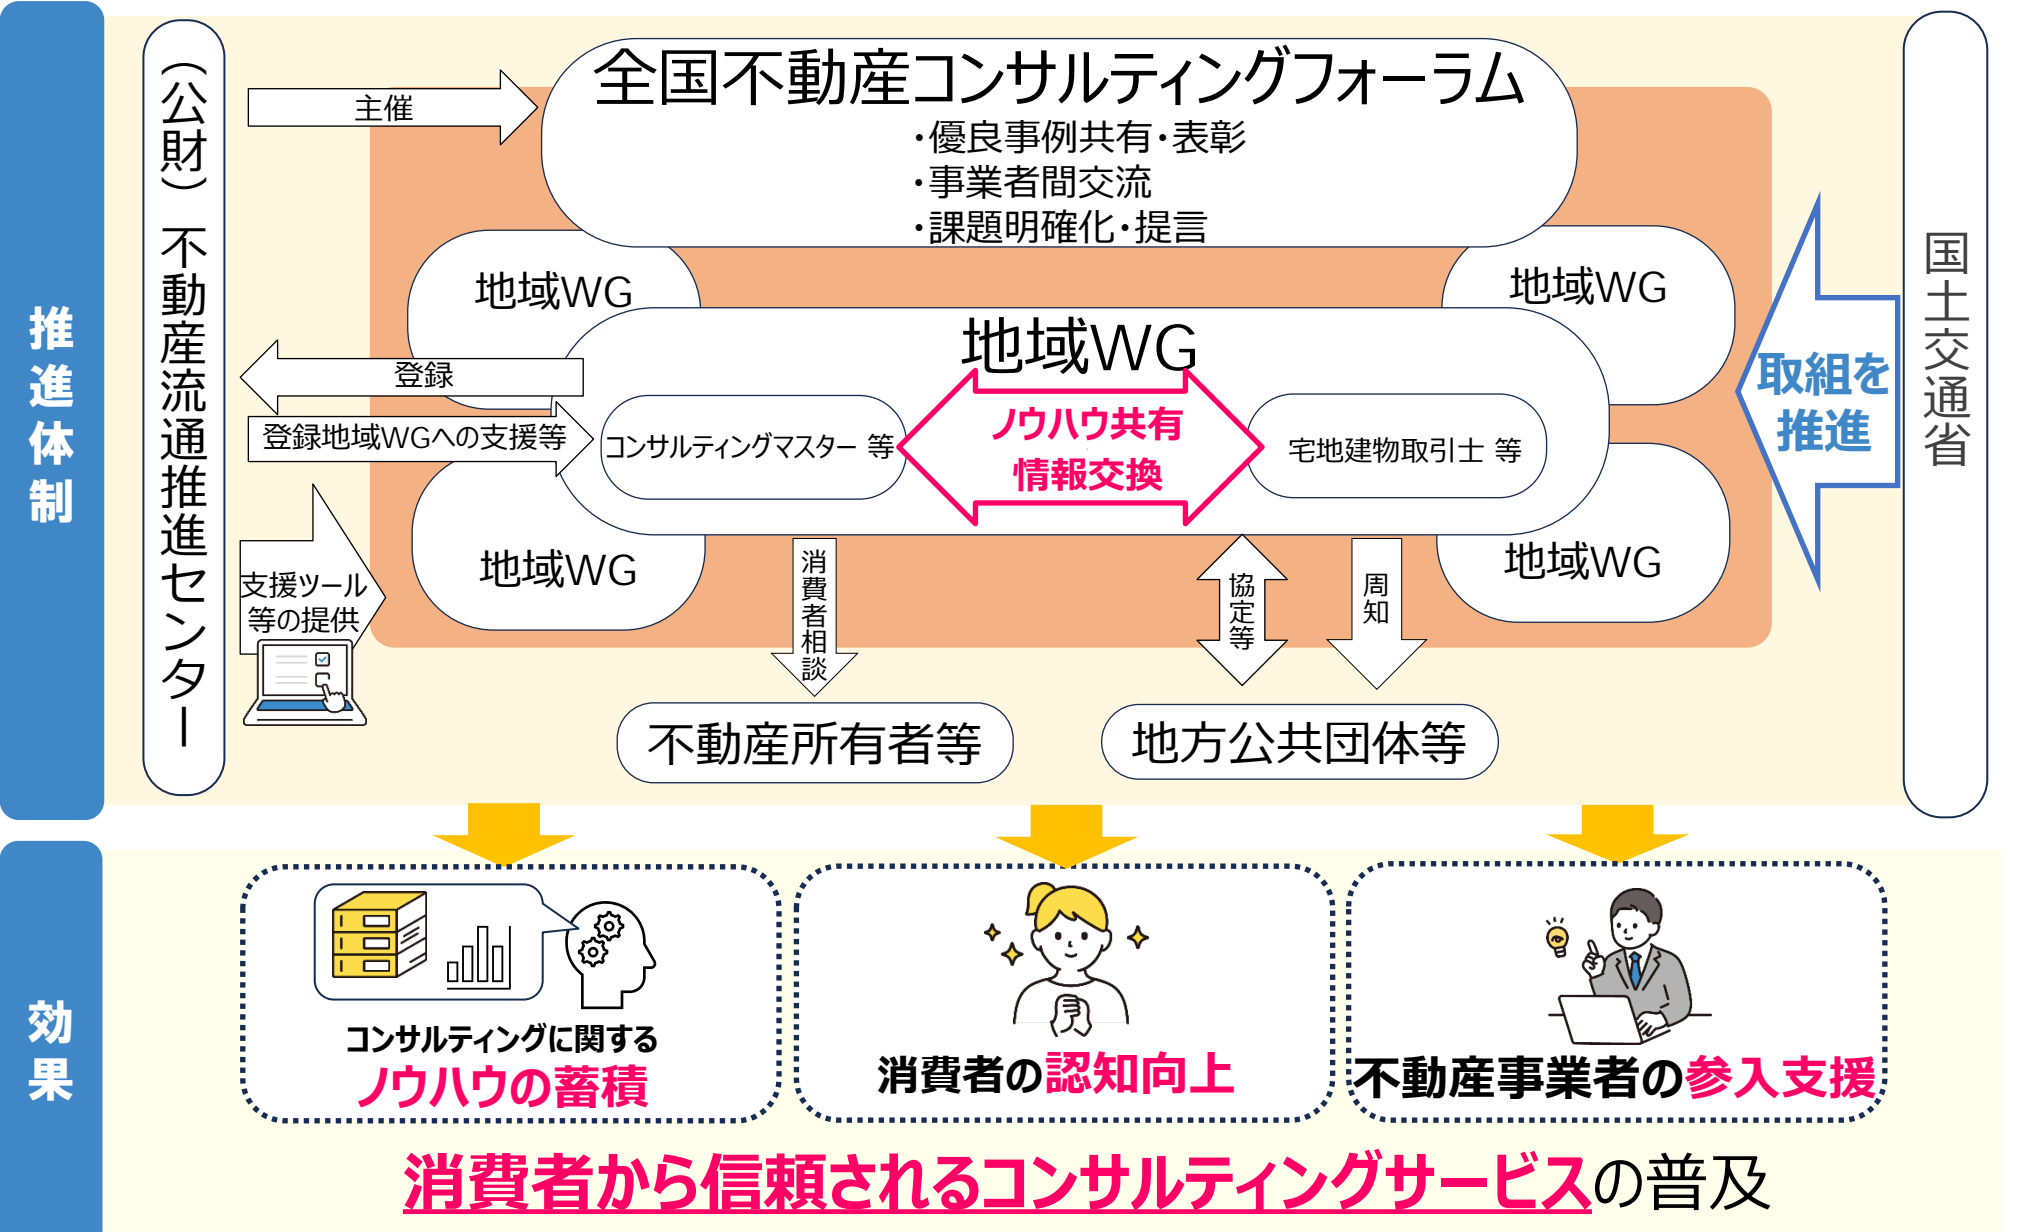 推進体制
（公財）不動産流通推進センター
主催
全国不動産コンサルティングフォーラム
・優良事例共有・表彰
・事業者間交流
・課題明確化・提言
地域WG
地域WG
地域WG
登録
登録地域WGへの支援等
コンサルティングマスター 等
ノウハウ共有
情報交換
宅地建物取引士 等
取組を
推進
国土交通省
地域WG
地域WG
支援ツール
等の提供
消費者相談
協定等
周知
不動産所有者等
地方公共団体等
効果
コンサルティングに関する
ノウハウの蓄積
消費者の認知向上
不動産事業者の参入支援
消費者から信頼されるコンサルティングサービスの普及